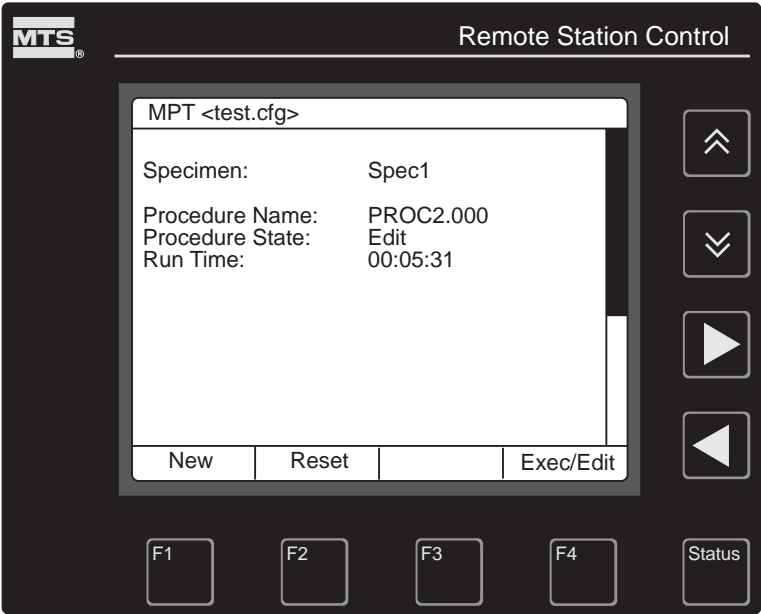 MTS ®
Remote Station Control
MPT <test.cfg>
Specimen: Spec1
Procedure Name: PROC2.000
Procedure State: Edit
Run Time: 00:05:31
New Reset Exec/Edit
F1 F2 F3 F4 Status